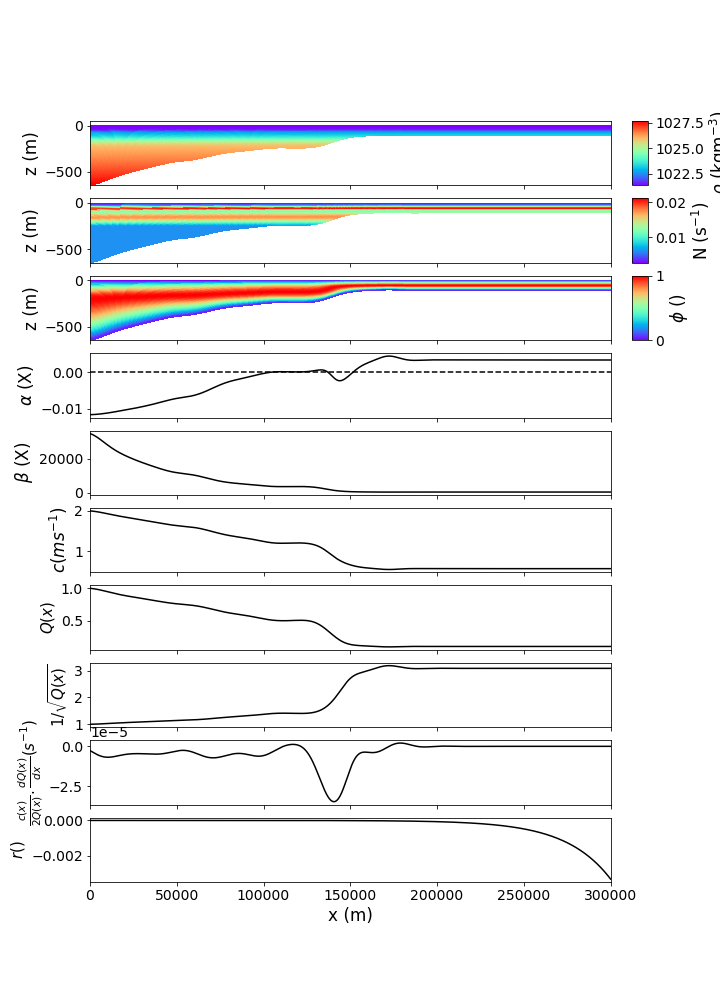 0
−500
z (m)
1027.5
1025.0
1022.5
ρ (kgm⁻³)
0
−500
z (m)
0.02
0.01
N (s⁻¹)
0
−500
z (m)
1
0
ϕ ()
0.00
−0.01
α (X)
20000
0
β (X)
2
1
c(ms⁻¹)
1.0
0.5
Q(x)
3
2
1
1/√Q(x)
1e−5
0.0
−2.5
c(x)/2Q(x) · dQ(x)/dx (s⁻¹)
0.000
−0.002
r()
0 50000 100000 150000 200000 250000 300000
x (m)